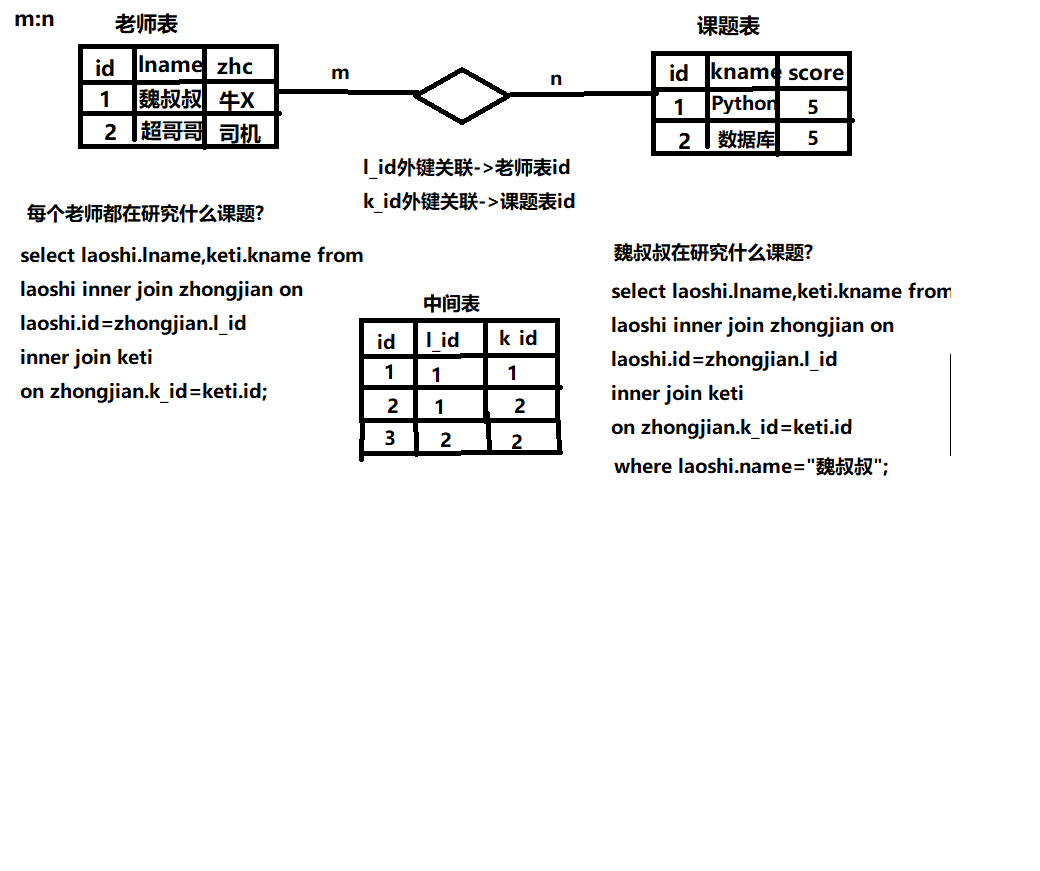 m:n
老师表
id lname zhc
1 魏叔叔 牛X
2 超哥哥 司机
m
n
课题表
id kname score
1 Python 5
2 数据库 5
l_id外键关联->老师表id
k_id外键关联->课题表id
每个老师都在研究什么课题?
select laoshi.lname,keti.kname from
laoshi inner join zhongjian on
laoshi.id=zhongjian.l_id
inner join keti
on zhongjian.k_id=keti.id;
中间表
id l_id k id
1 1 1
2 1 2
3 2 2
魏叔叔在研究什么课题?
select laoshi.lname,keti.kname from
laoshi inner join zhongjian on
laoshi.id=zhongjian.l_id
inner join keti
on zhongjian.k_id=keti.id
where laoshi.name="魏叔叔";